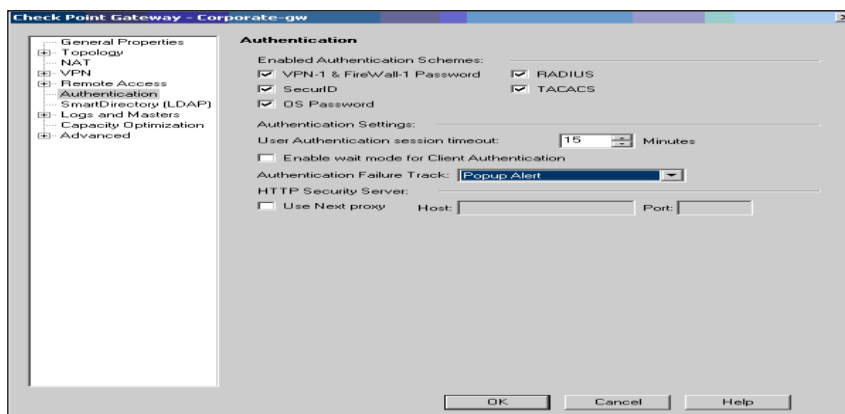 Check Point Gateway - Corporate-gw
General Properties
Topology
NAT
VPN
Remote Access
Authentication
SmartDirectory (LDAP)
Logs and Masters
Capacity Optimization
Advanced
Authentication
Enabled Authentication Schemes:
VPN-1 & FireWall-1 Password RADIUS
SecurID TACACS
OS Password
Authentication Settings:
User Authentication session timeout: 15 Minutes
Enable wait mode for Client Authentication
Authentication Failure Track: Popup Alert
HTTP Security Server:
Use Next proxy Host: Port:
OK Cancel Help